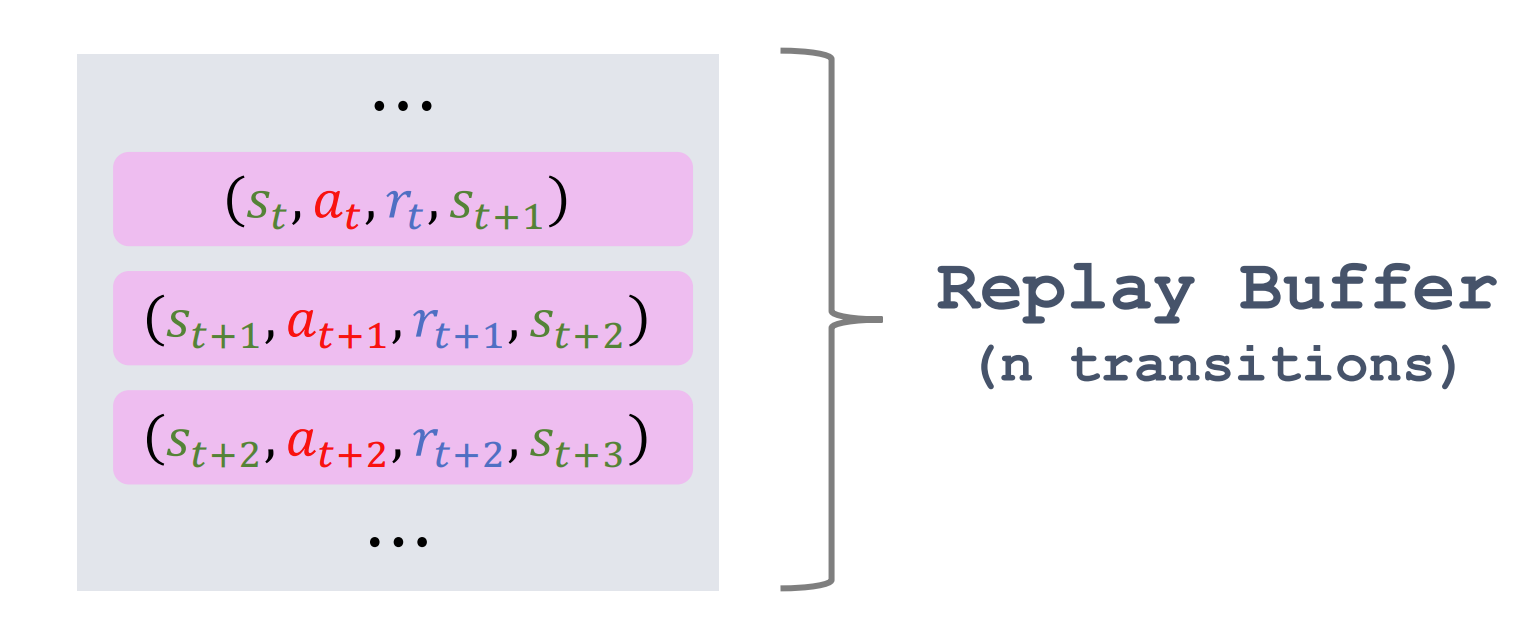 ...
(s_t, a_t, r_t, s_{t+1})
(s_{t+1}, a_{t+1}, r_{t+1}, s_{t+2})
(s_{t+2}, a_{t+2}, r_{t+2}, s_{t+3})
...
Replay Buffer
(n transitions)